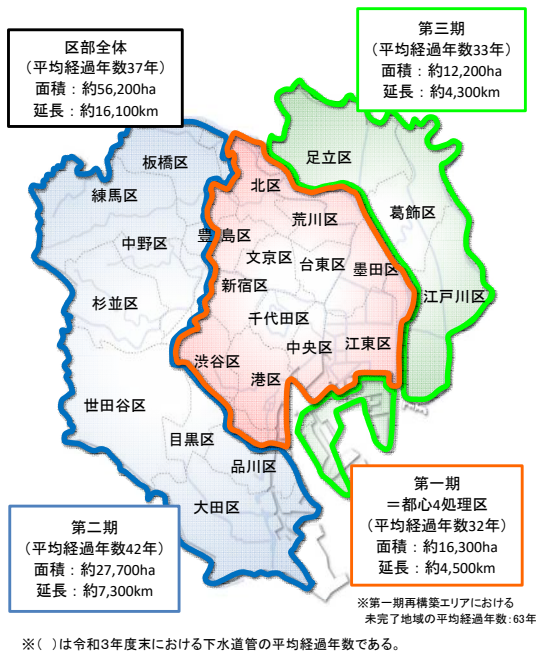 区部全体
(平均経過年数37年)
面積：約56,200ha
延長：約16,100km
第三期
(平均経過年数33年)
面積：約12,200ha
延長：約4,300km
板橋区
足立区
北区
練馬区
荒川区
葛飾区
豊島区
中野区
文京区
台東区
墨田区
新宿区
江戸川区
杉並区
千代田区
中央区
江東区
渋谷区
港区
世田谷区
目黒区
品川区
大田区
第一期
＝都心4処理区
(平均経過年数32年)
面積：約16,300ha
延長：約4,500km
第二期
(平均経過年数42年)
面積：約27,700ha
延長：約7,300km
※第一期再構築エリアにおける
未完了地域の平均経過年数：63年
※( )は令和3年度末における下水道管の平均経過年数である。